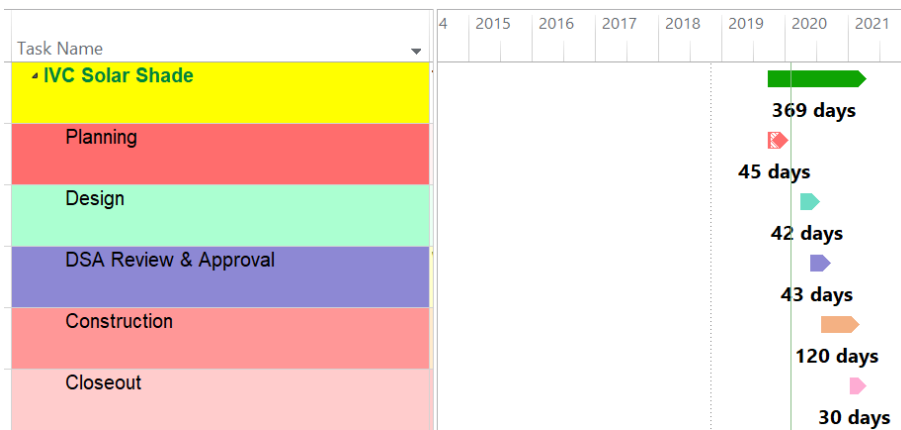 4 2015 2016 2017 2018 2019 2020 2021
Task Name
IVC Solar Shade
369 days
Planning
45 days
Design
42 days
DSA Review & Approval
43 days
Construction
120 days
Closeout
30 days